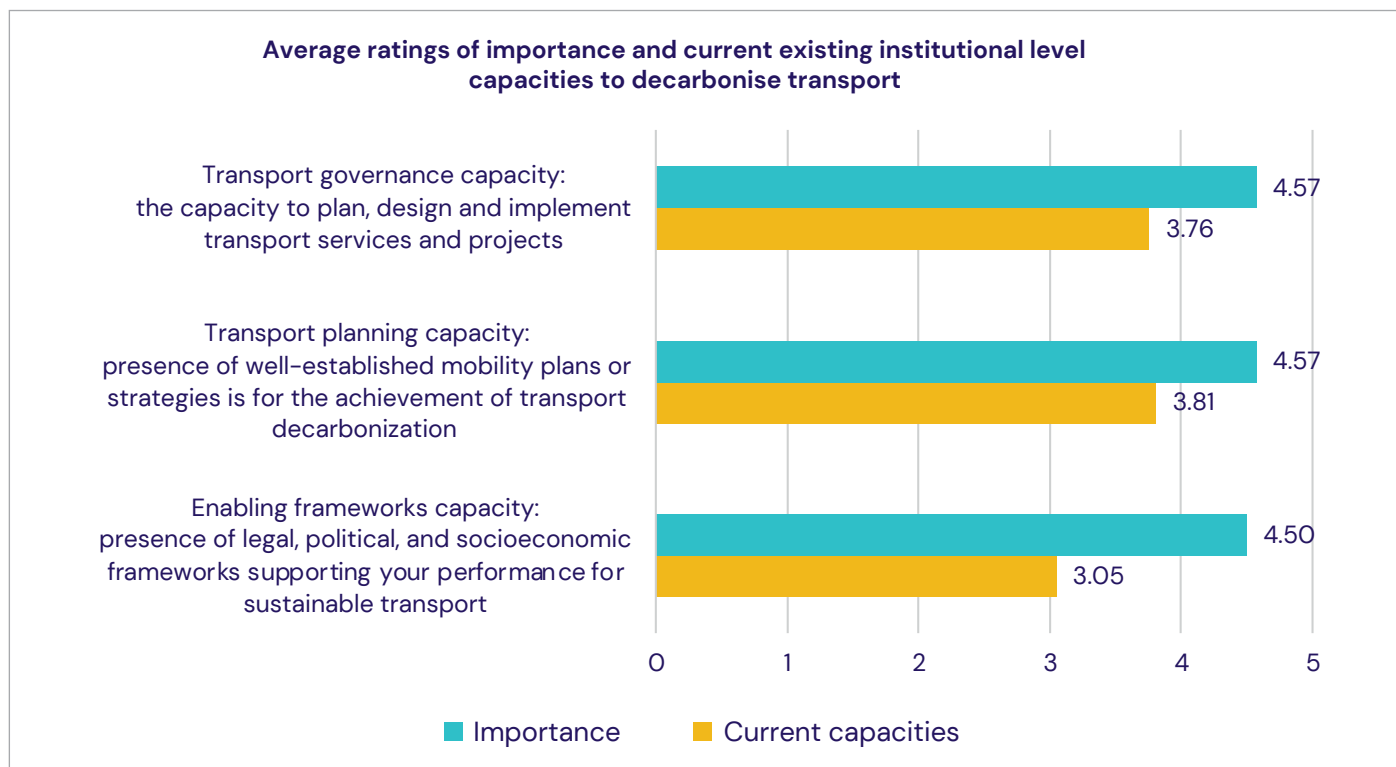 Average ratings of importance and current existing institutional level
capacities to decarbonise transport
Transport governance capacity:
the capacity to plan, design and implement
transport services and projects
4.57
3.76
Transport planning capacity:
presence of well-established mobility plans or
strategies is for the achievement of transport
decarbonization
4.57
3.81
Enabling frameworks capacity:
presence of legal, political, and socioeconomic
frameworks supporting your performance for
sustainable transport
4.50
3.05
0 1 2 3 4 5
Importance Current capacities